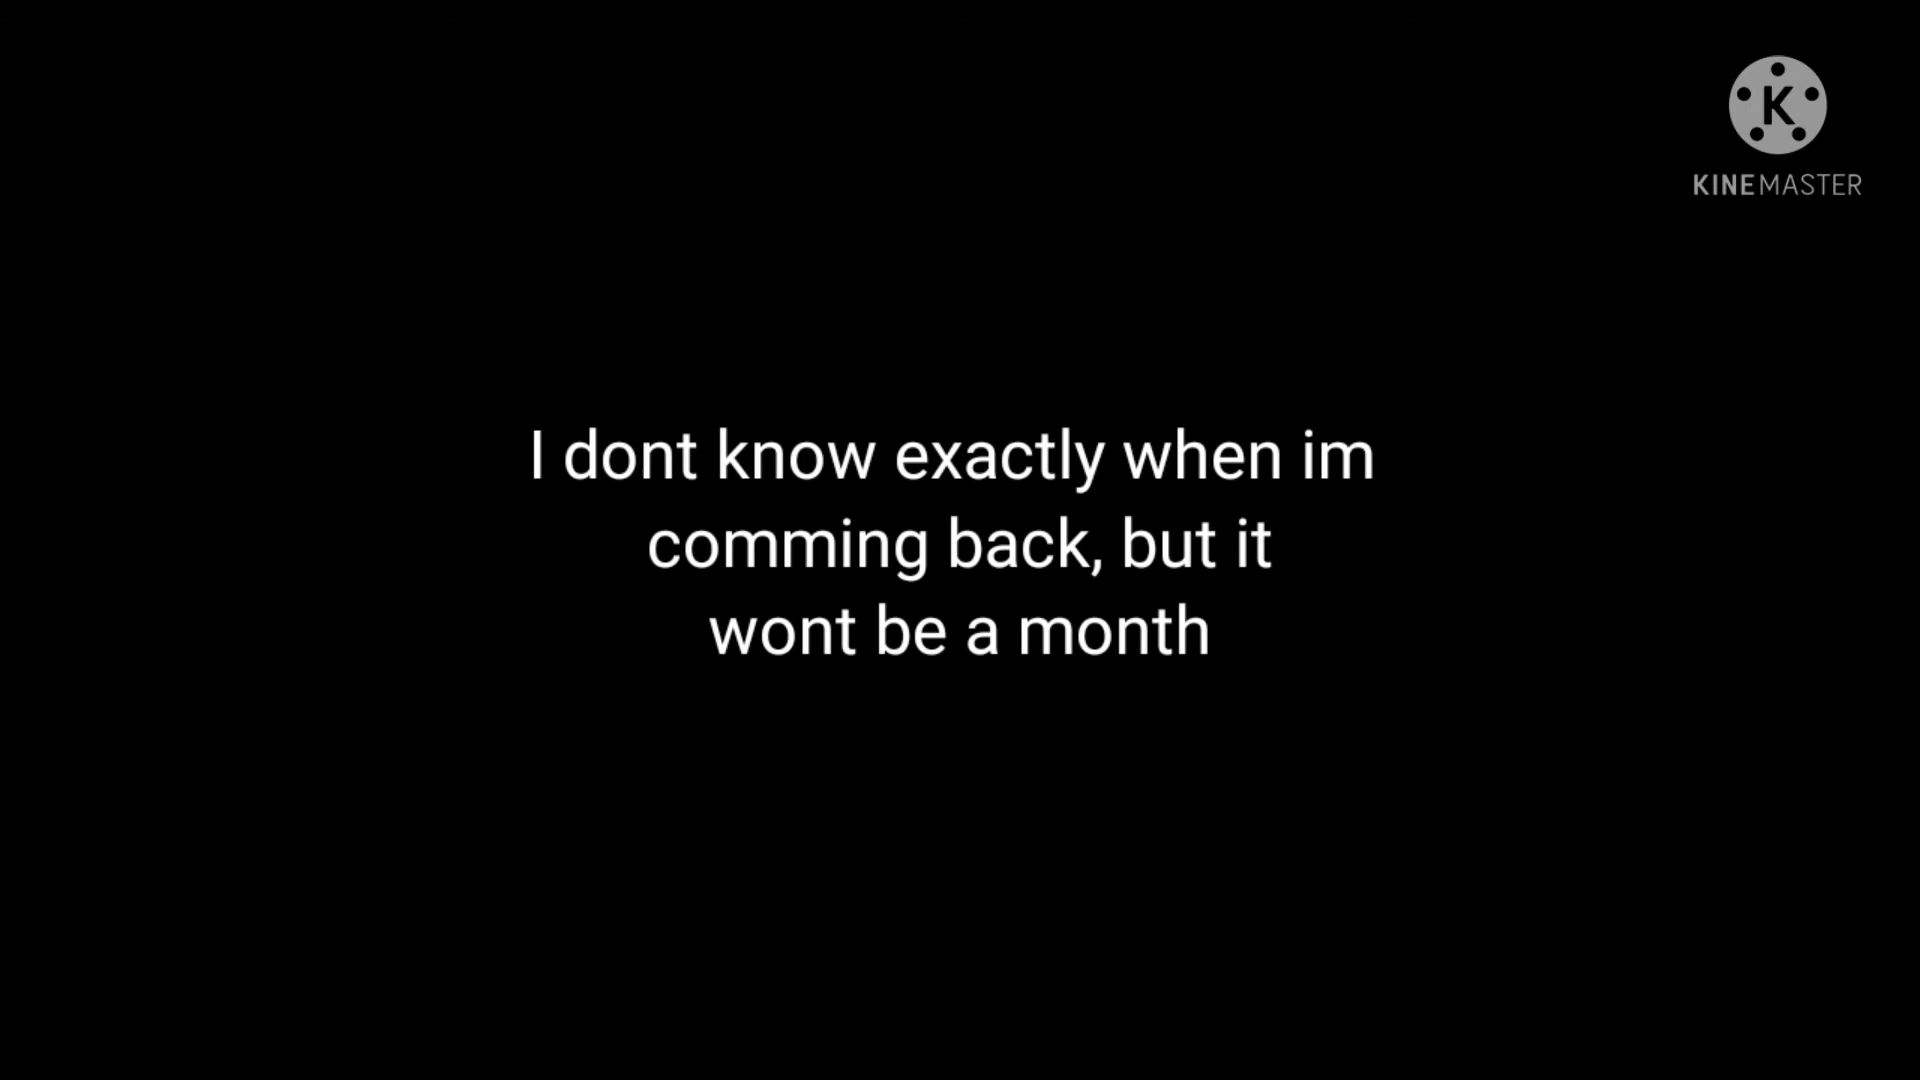 K
KINEMASTER
I dont know exactly when im
comming back, but it
wont be a month